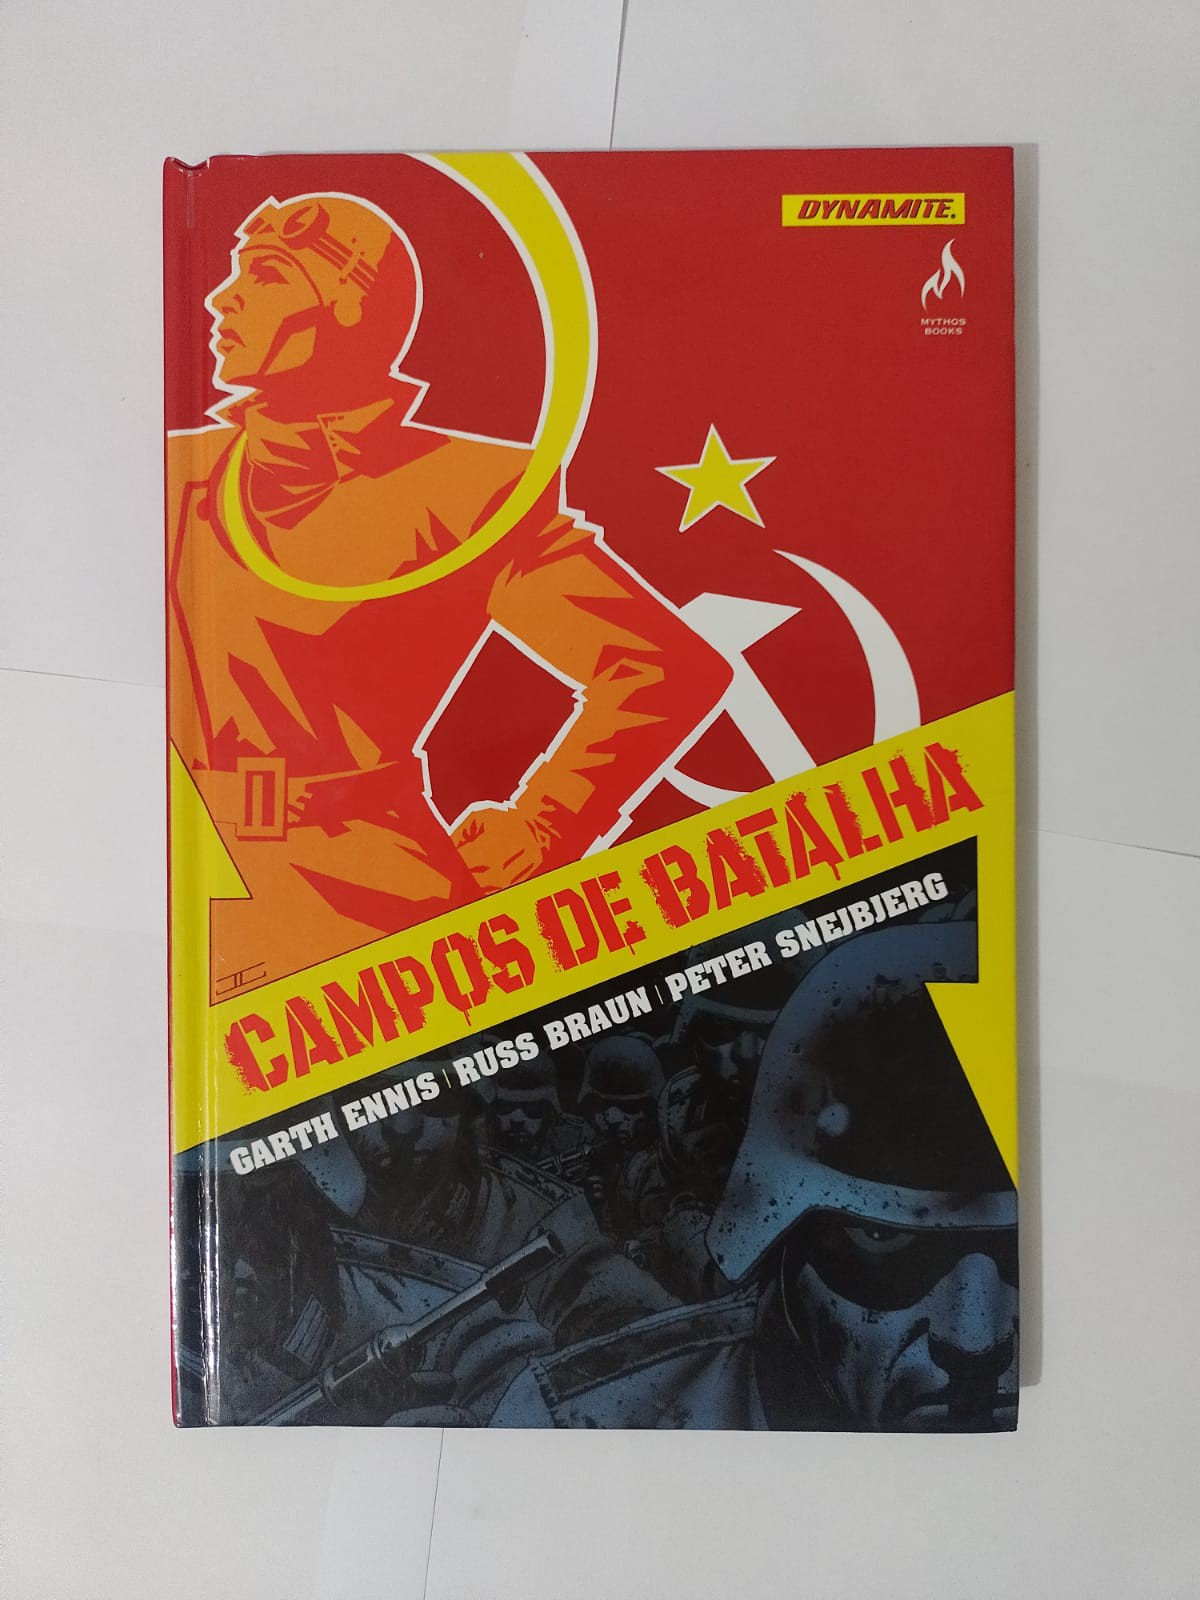 DYNAMITE.
MYTHOS
BOOKS
CAMPOS DE BATALHA
GARTH ENNIS | RUSS BRAUN | PETER SNEJBJERG